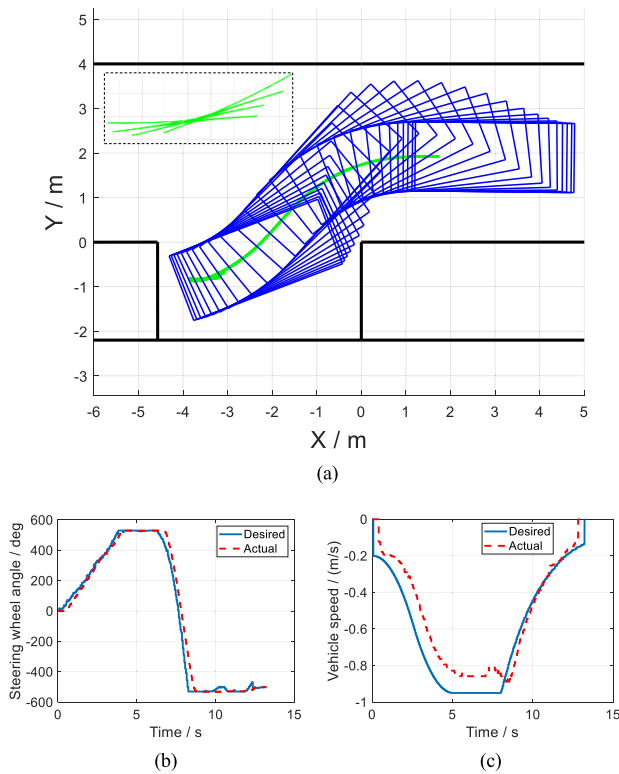 5
4
3
2
1
0
-1
-2
-3
Y / m
-6 -5 -4 -3 -2 -1 0 1 2 3 4 5
X / m
(a)
600
400
200
0
-200
-400
-600
Steering wheel angle / deg
Desired
Actual
0 5 10 15
Time / s
(b)
0
-0.2
-0.4
-0.6
-0.8
-1
Vehicle speed / (m/s)
Desired
Actual
0 5 10 15
Time / s
(c)